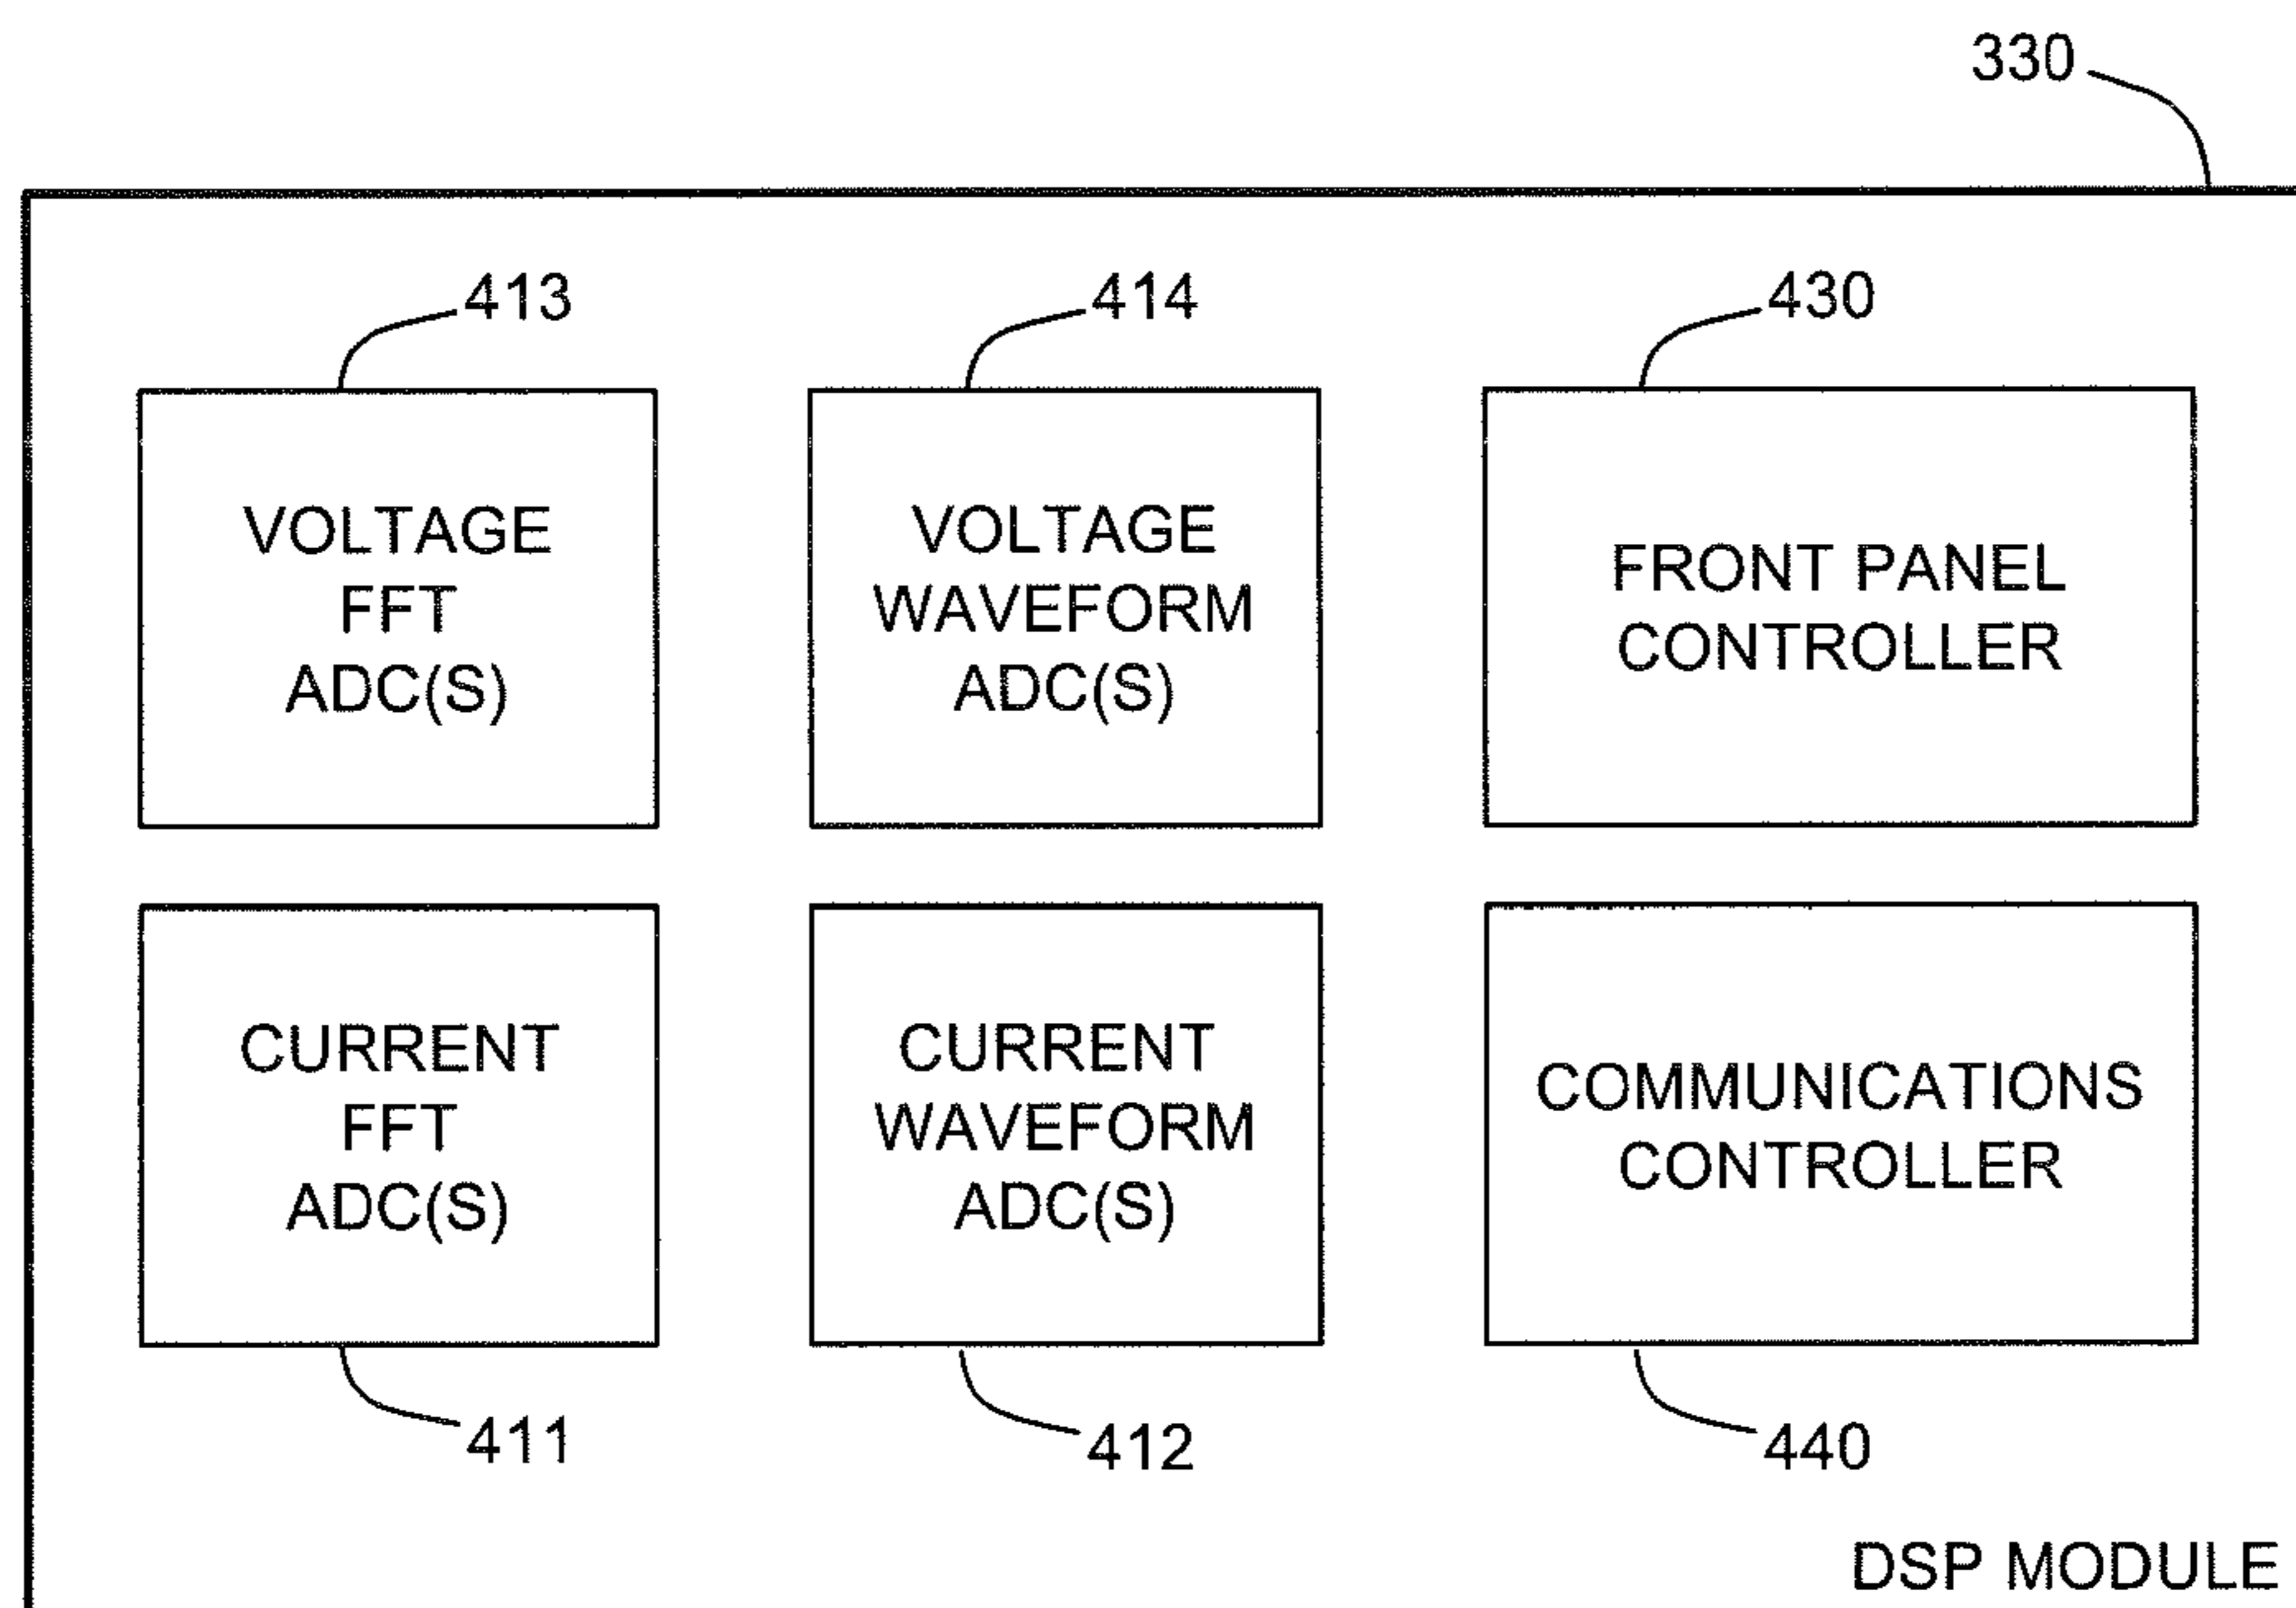 330
413
414
430
VOLTAGE
FFT
ADC(S)
VOLTAGE
WAVEFORM
ADC(S)
FRONT PANEL
CONTROLLER
CURRENT
FFT
ADC(S)
CURRENT
WAVEFORM
ADC(S)
COMMUNICATIONS
CONTROLLER
411
412
440
DSP MODULE